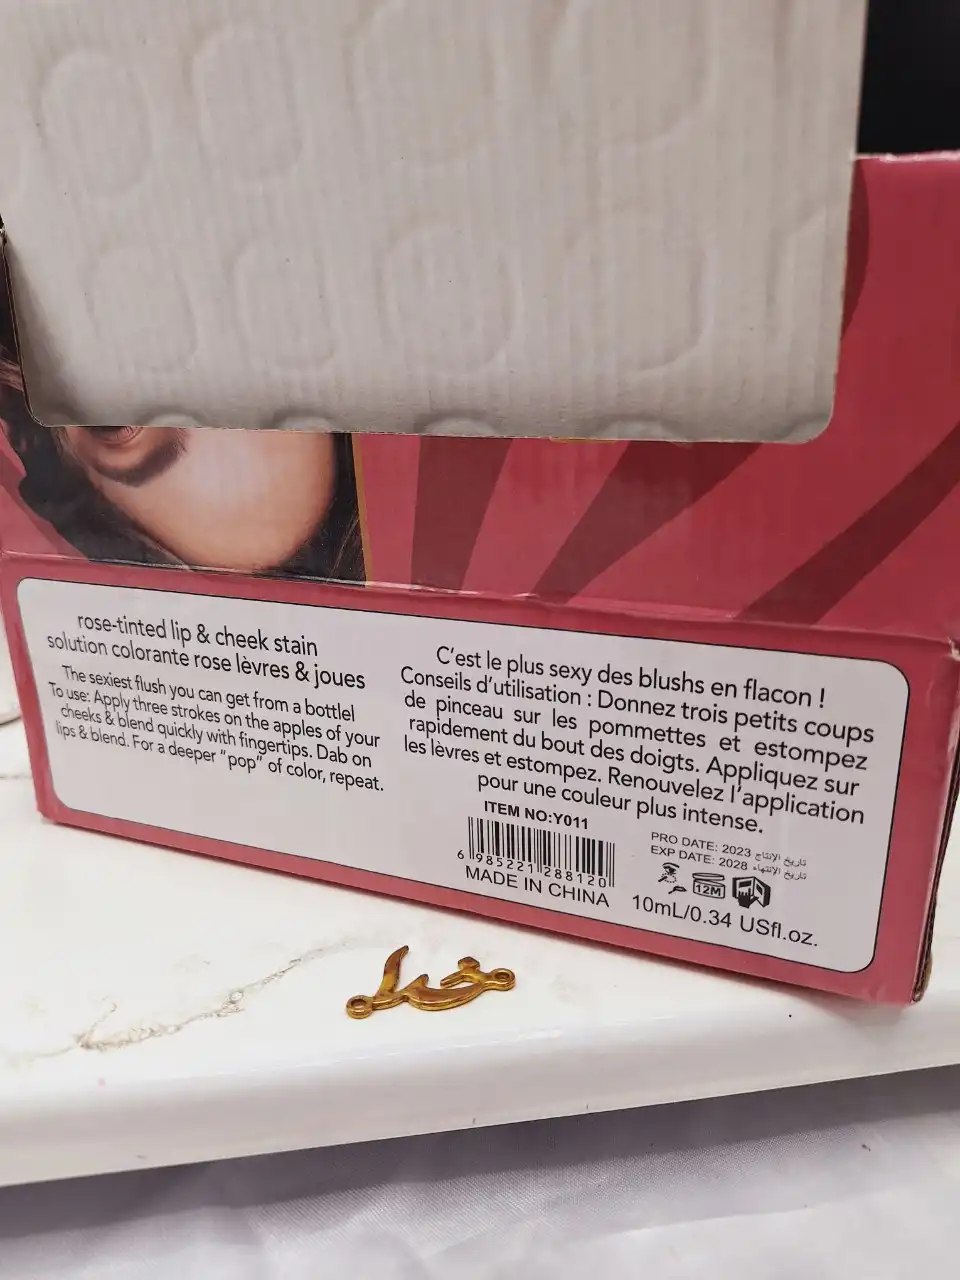 rose-tinted lip & cheek stain
solution colorante rose lèvres & joues
The sexiest flush you can get from a bottlel
To use: Apply three strokes on the apples of your
cheeks & blend quickly with fingertips. Dab on
lips & blend. For a deeper "pop" of color, repeat.
C'est le plus sexy des blushs en flacon !
Conseils d'utilisation : Donnez trois petits coups
de pinceau sur les pommettes et estompez
rapidement du bout des doigts. Appliquez sur
les lèvres et estompez. Renouvelez l'application
pour une couleur plus intense.
ITEM NO:Y011
6 985221 288120
MADE IN CHINA
PRO DATE: 2023 تاريخ الإنتاج
EXP DATE: 2028 تاريخ الإنتهاء
12M
10mL/0.34 USfl.oz.